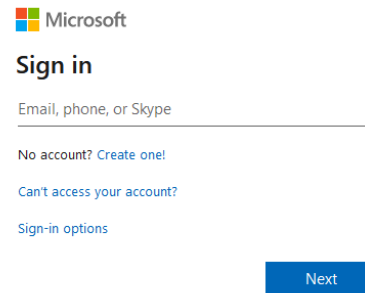 Microsoft
Sign in
Email, phone, or Skype
No account? Create one!
Can't access your account?
Sign-in options
Next